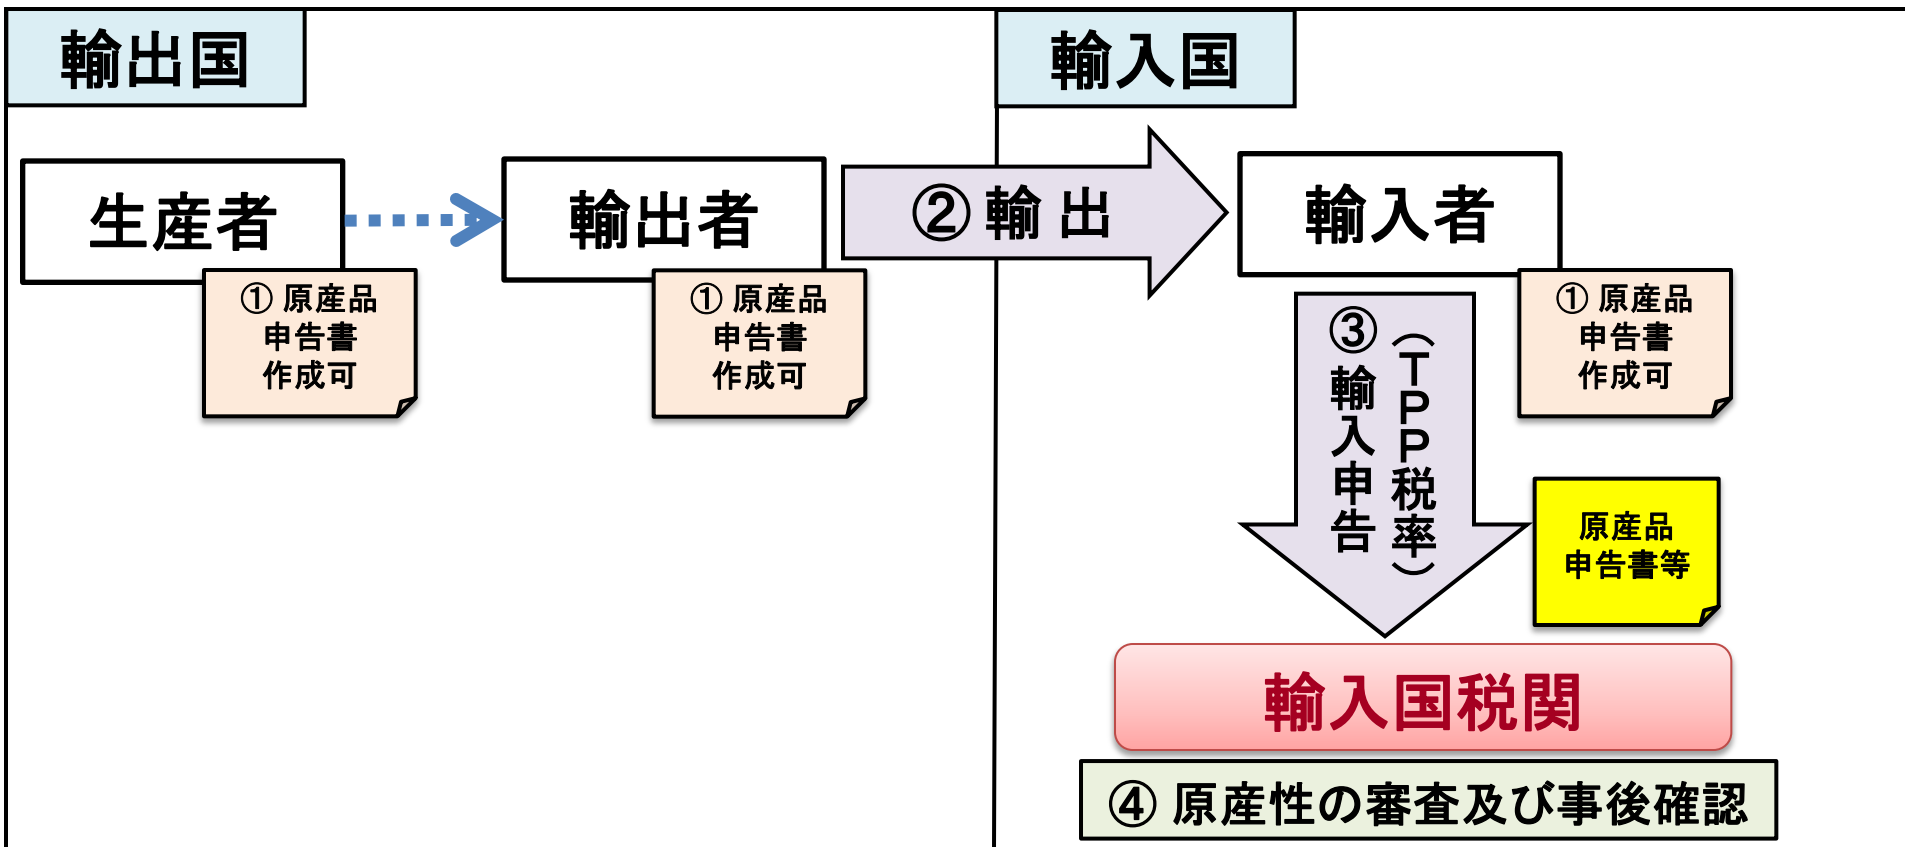 輸出国
輸入国
生産者
輸出者
②輸出
輸入者
① 原産品
申告書
作成可
① 原産品
申告書
作成可
① 原産品
申告書
作成可
③輸入申告
（ＴＰＰ税率）
原産品
申告書等
輸入国税関
④ 原産性の審査及び事後確認